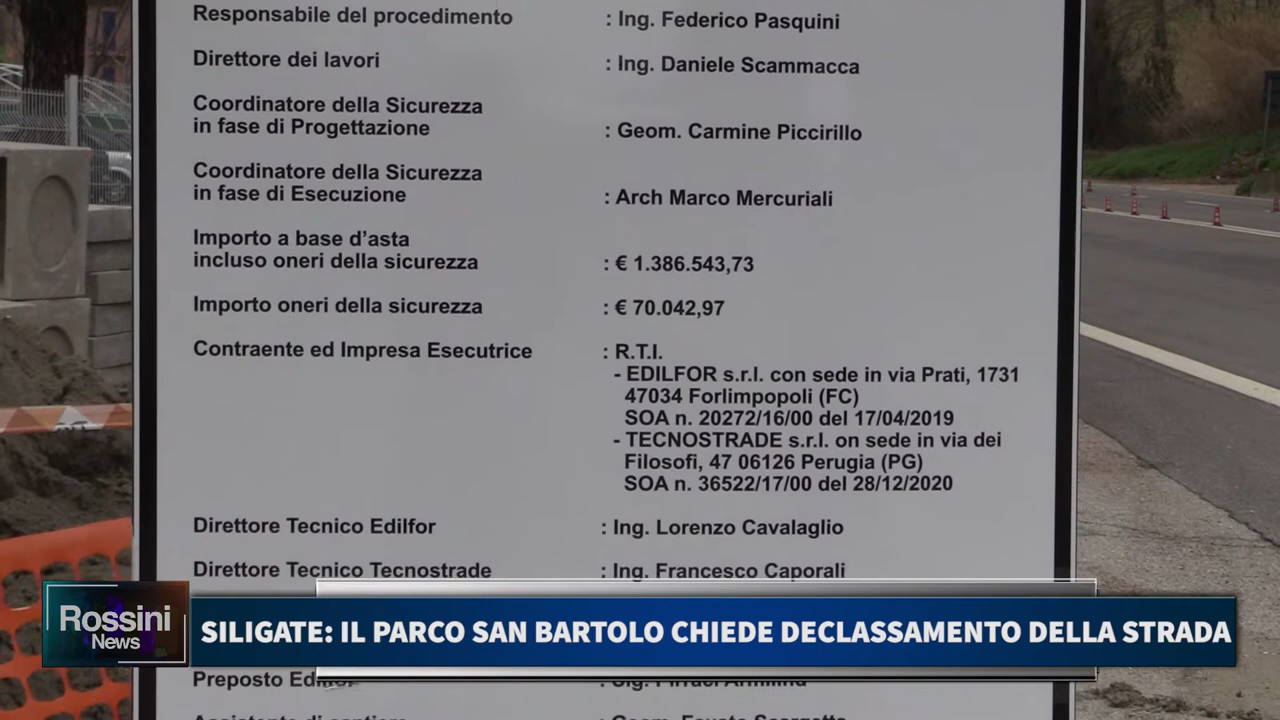 Responsabile del procedimento : Ing. Federico Pasquini
Direttore dei lavori : Ing. Daniele Scammacca
Coordinatore della Sicurezza
in fase di Progettazione : Geom. Carmine Piccirillo
Coordinatore della Sicurezza
in fase di Esecuzione : Arch Marco Mercuriali
Importo a base d'asta
incluso oneri della sicurezza : € 1.386.543,73
Importo oneri della sicurezza : € 70.042,97
Contraente ed Impresa Esecutrice : R.T.I.
- EDILFOR s.r.l. con sede in via Prati, 1731
47034 Forlimpopoli (FC)
SOA n. 20272/16/00 del 17/04/2019
- TECNOSTRADE s.r.l. on sede in via dei
Filosofi, 47 06126 Perugia (PG)
SOA n. 36522/17/00 del 28/12/2020
Direttore Tecnico Edilfor : Ing. Lorenzo Cavalaglio
Direttore Tecnico Tecnostrade : Ing. Francesco Caporali
Rossini
News
SILIGATE: IL PARCO SAN BARTOLO CHIEDE DECLASSAMENTO DELLA STRADA
Preposto